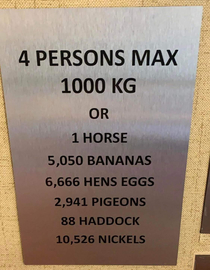 4 PERSONS MAX
1000 KG
OR
1 HORSE
5,050 BANANAS
6,666 HENS EGGS
2,941 PIGEONS
88 HADDOCK
10,526 NICKELS